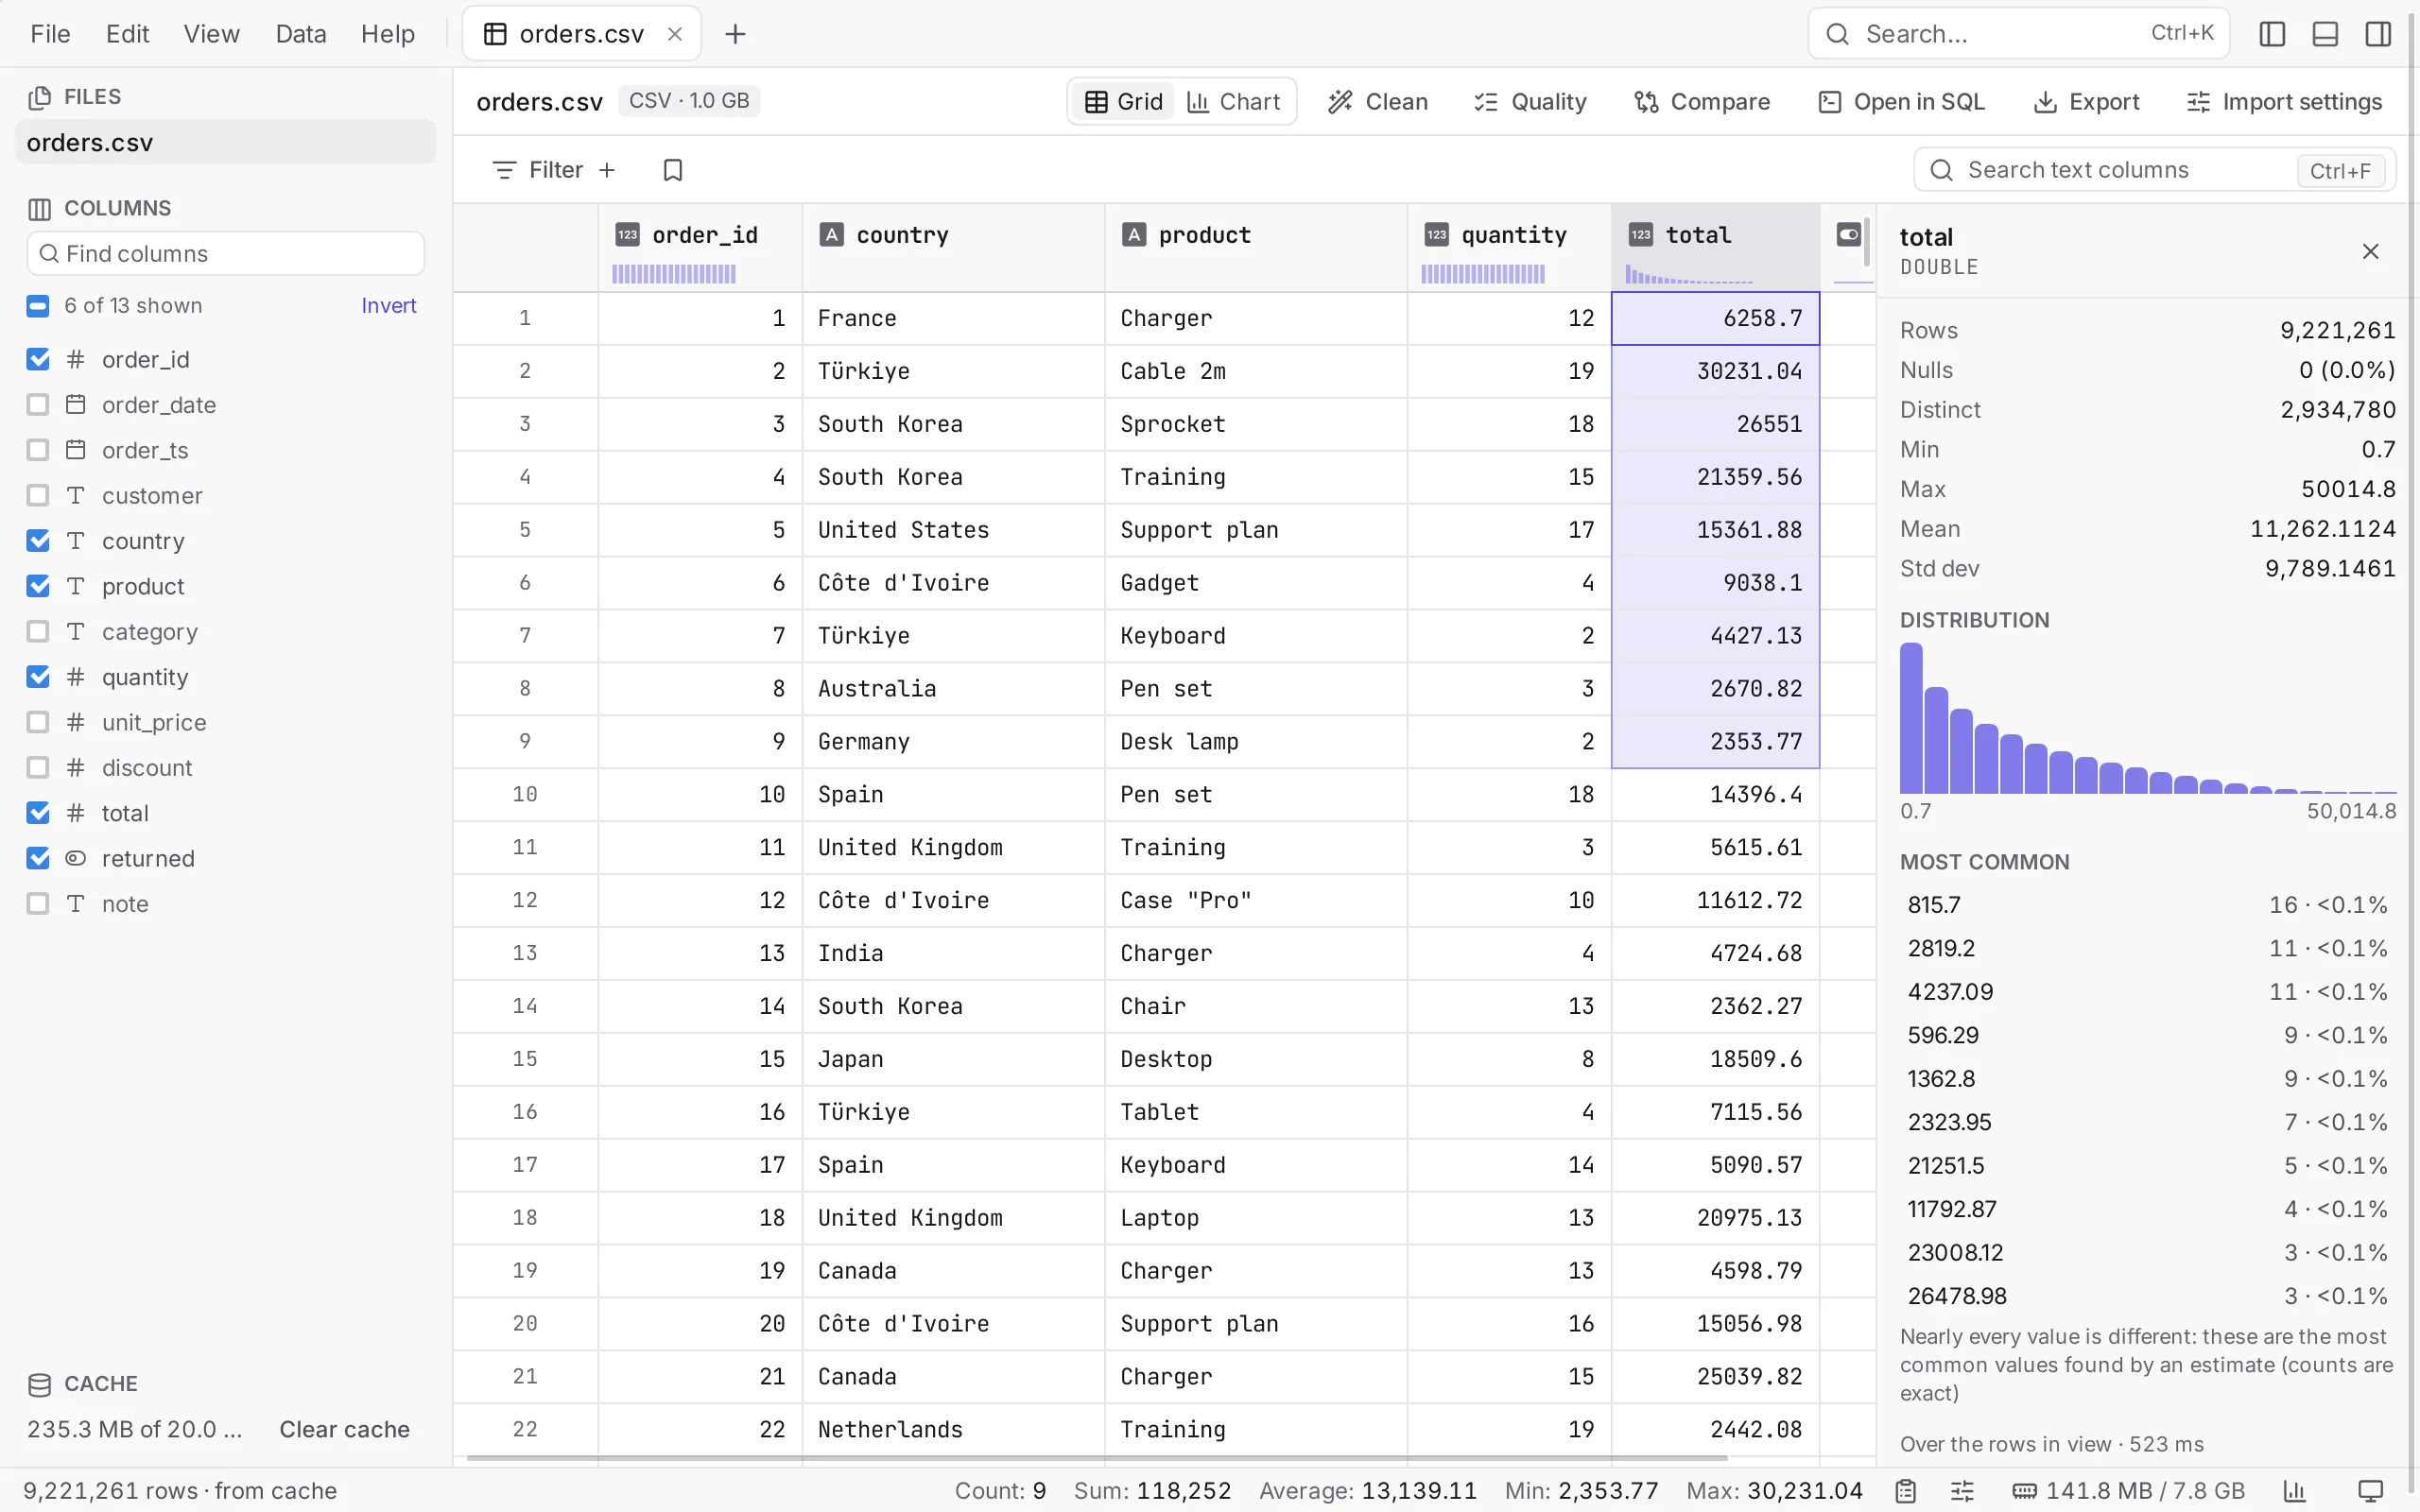 File Edit View Data Help orders.csv Search... Ctrl+K
FILES
orders.csv
COLUMNS
Find columns
6 of 13 shown Invert
order_id
order_date
order_ts
customer
country
product
category
quantity
unit_price
discount
total
returned
note
CACHE
235.3 MB of 20.0 ... Clear cache
orders.csv CSV · 1.0 GB Grid Chart Clean Quality Compare Open in SQL Export Import settings
Filter Search text columns Ctrl+F
123 order_id A country A product 123 quantity 123 total
1 1 France Charger 12 6258.7
2 2 Türkiye Cable 2m 19 30231.04
3 3 South Korea Sprocket 18 26551
4 4 South Korea Training 15 21359.56
5 5 United States Support plan 17 15361.88
6 6 Côte d'Ivoire Gadget 4 9038.1
7 7 Türkiye Keyboard 2 4427.13
8 8 Australia Pen set 3 2670.82
9 9 Germany Desk lamp 2 2353.77
10 10 Spain Pen set 18 14396.4
11 11 United Kingdom Training 3 5615.61
12 12 Côte d'Ivoire Case "Pro" 10 11612.72
13 13 India Charger 4 4724.68
14 14 South Korea Chair 13 2362.27
15 15 Japan Desktop 8 18509.6
16 16 Türkiye Tablet 4 7115.56
17 17 Spain Keyboard 14 5090.57
18 18 United Kingdom Laptop 13 20975.13
19 19 Canada Charger 13 4598.79
20 20 Côte d'Ivoire Support plan 16 15056.98
21 21 Canada Charger 15 25039.82
22 22 Netherlands Training 19 2442.08
total
DOUBLE
Rows 9,221,261
Nulls 0 (0.0%)
Distinct 2,934,780
Min 0.7
Max 50014.8
Mean 11,262.1124
Std dev 9,789.1461
DISTRIBUTION
0.7 50,014.8
MOST COMMON
815.7 16 · <0.1%
2819.2 11 · <0.1%
4237.09 11 · <0.1%
596.29 9 · <0.1%
1362.8 9 · <0.1%
2323.95 7 · <0.1%
21251.5 5 · <0.1%
11792.87 4 · <0.1%
23008.12 3 · <0.1%
26478.98 3 · <0.1%
Nearly every value is different: these are the most
common values found by an estimate (counts are
exact)
Over the rows in view · 523 ms
9,221,261 rows · from cache Count: 9 Sum: 118,252 Average: 13,139.11 Min: 2,353.77 Max: 30,231.04 141.8 MB / 7.8 GB